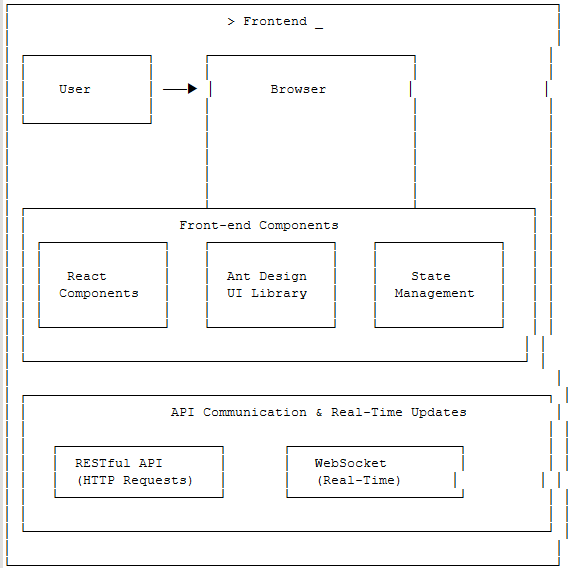 > Frontend _
User
Browser
Front-end Components
React
Components
Ant Design
UI Library
State
Management
API Communication & Real-Time Updates
RESTful API
(HTTP Requests)
WebSocket
(Real-Time)